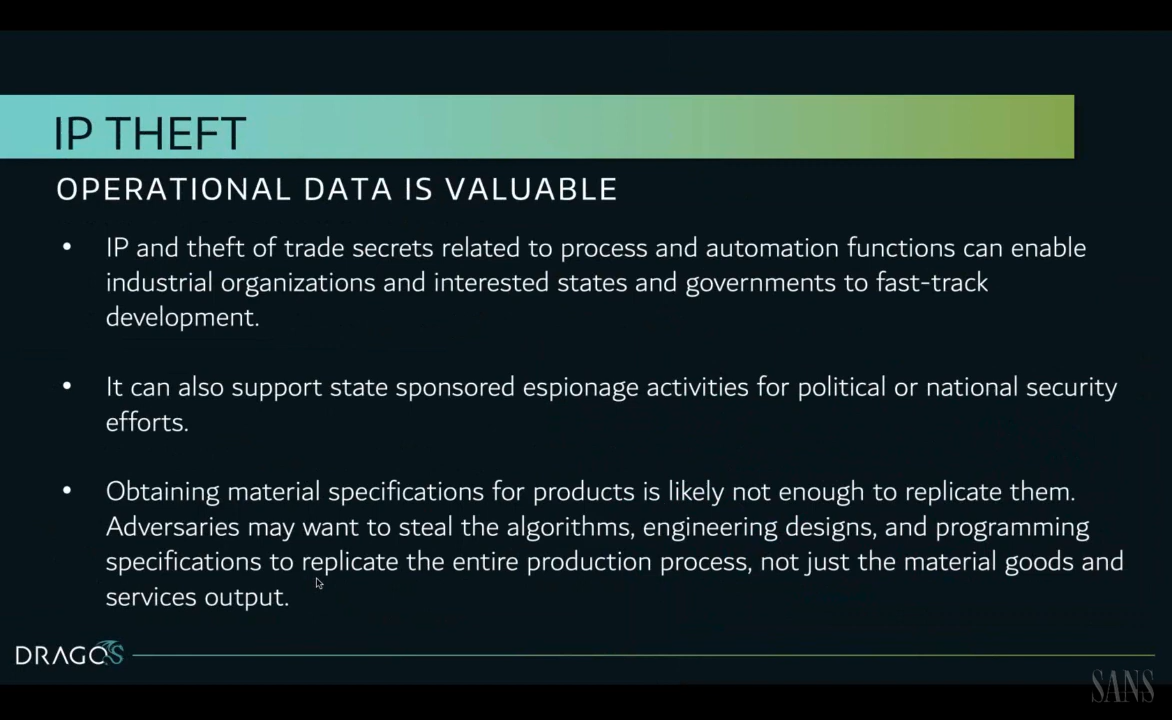 IP THEFT
OPERATIONAL DATA IS VALUABLE
• IP and theft of trade secrets related to process and automation functions can enable
industrial organizations and interested states and governments to fast-track
development.
• It can also support state sponsored espionage activities for political or national security
efforts.
• Obtaining material specifications for products is likely not enough to replicate them.
Adversaries may want to steal the algorithms, engineering designs, and programming
specifications to replicate the entire production process, not just the material goods and
services output.
DRAGOS
SANS